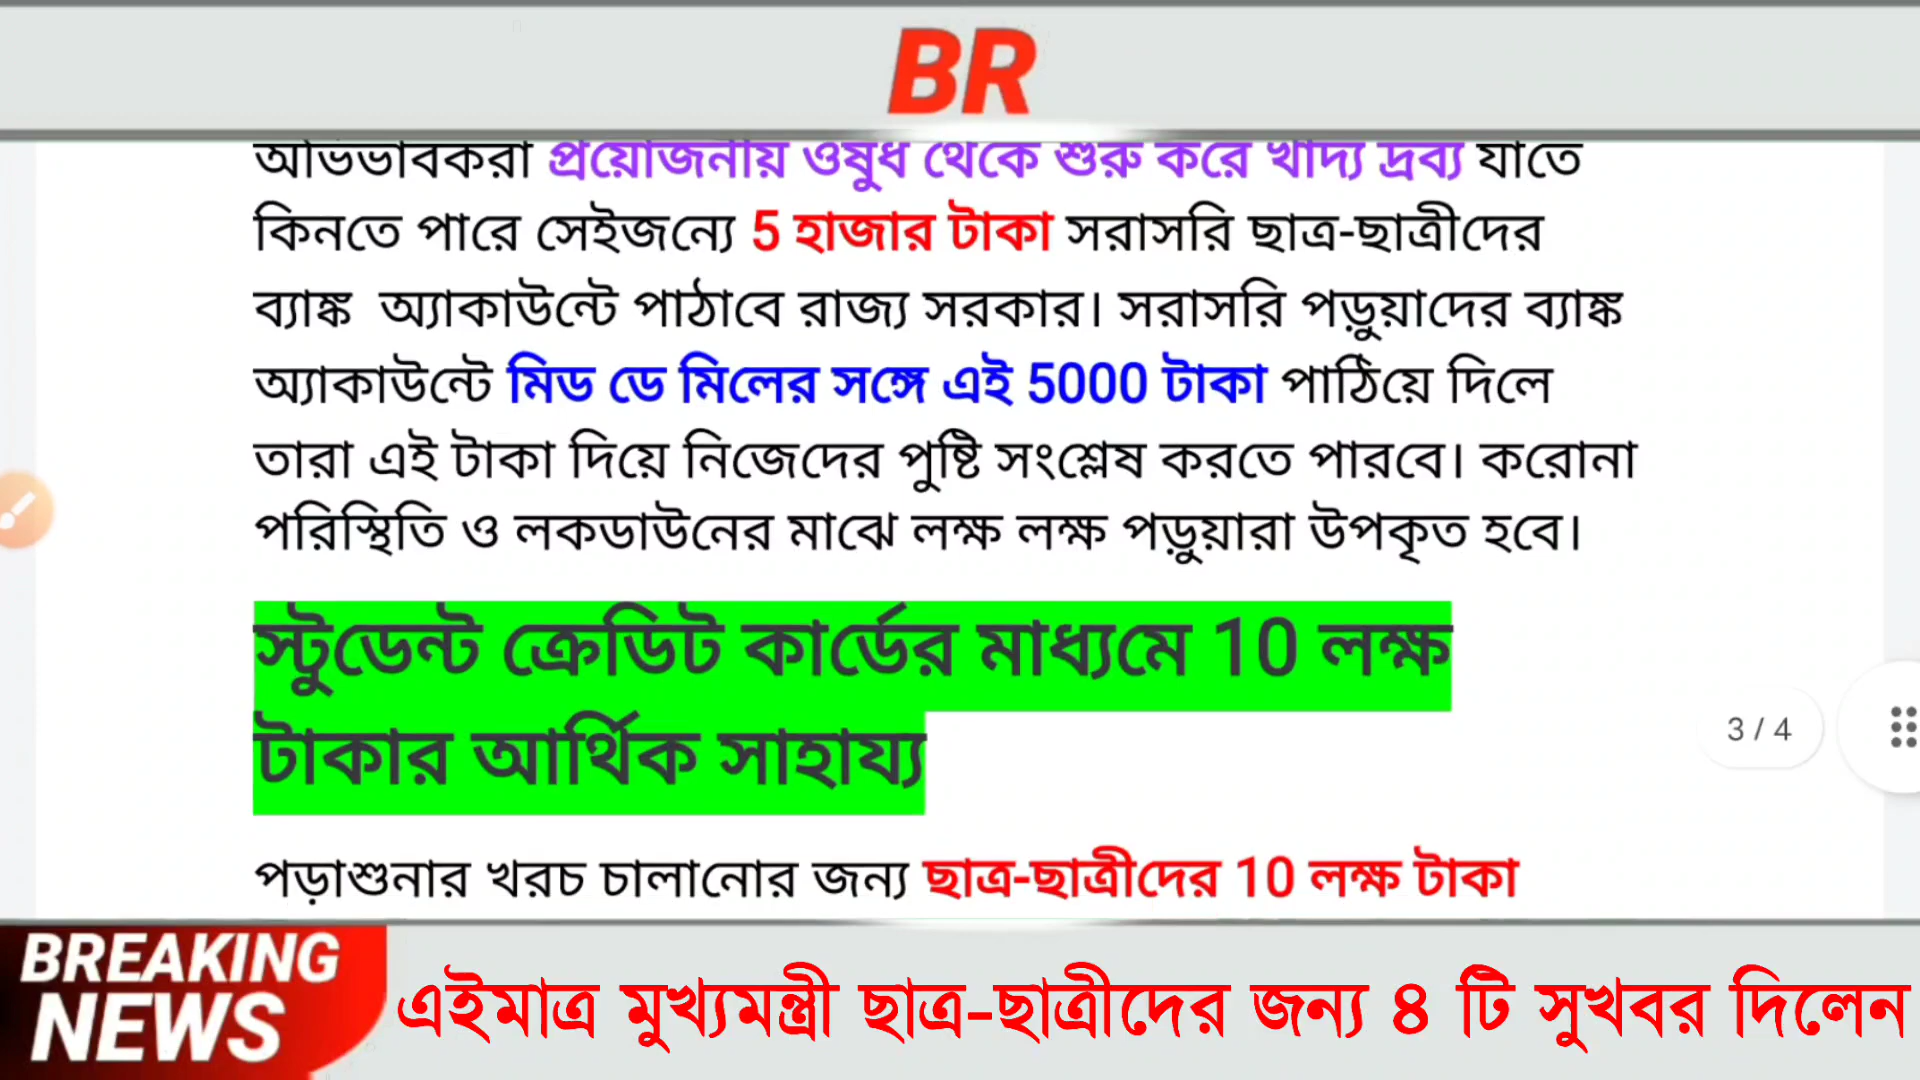 BR
অভিভাবকরা প্রয়োজনীয় ওষুধ থেকে শুরু করে খাদ্য দ্রব্য যাতে
কিনতে পারে সেইজন্যে 5 হাজার টাকা সরাসরি ছাত্র-ছাত্রীদের
ব্যাঙ্ক অ্যাকাউন্টে পাঠাবে রাজ্য সরকার। সরাসরি পড়ুয়াদের ব্যাঙ্ক
অ্যাকাউন্টে মিড ডে মিলের সঙ্গে এই 5000 টাকা পাঠিয়ে দিলে
তারা এই টাকা দিয়ে নিজেদের পুষ্টি সংশ্লেষ করতে পারবে। করোনা
পরিস্থিতি ও লকডাউনের মাঝে লক্ষ লক্ষ পড়ুয়ারা উপকৃত হবে।
স্টুডেন্ট ক্রেডিট কার্ডের মাধ্যমে 10 লক্ষ
টাকার আর্থিক সাহায্য
3 / 4
পড়াশুনার খরচ চালানোর জন্য ছাত্র-ছাত্রীদের 10 লক্ষ টাকা
BREAKING
NEWS
এইমাত্র মুখ্যমন্ত্রী ছাত্র-ছাত্রীদের জন্য ৪ টি সুখবর দিলেন